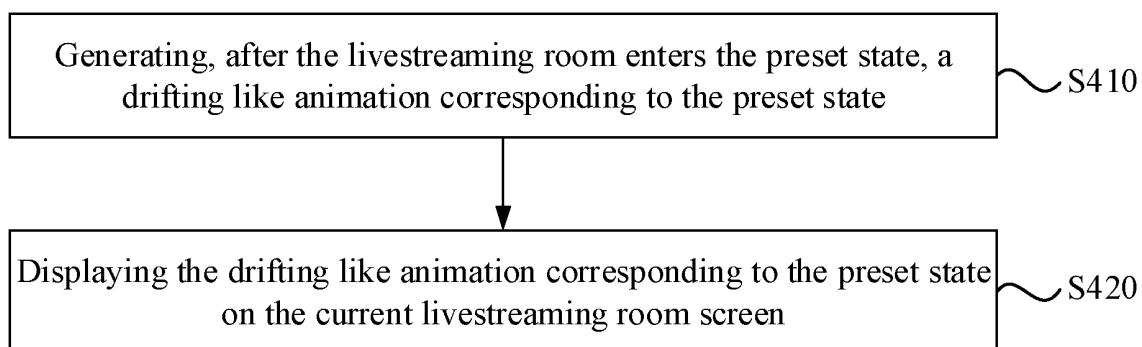 Generating, after the livestreaming room enters the preset state, a
drifting like animation corresponding to the preset state
S410
Displaying the drifting like animation corresponding to the preset state
on the current livestreaming room screen
S420